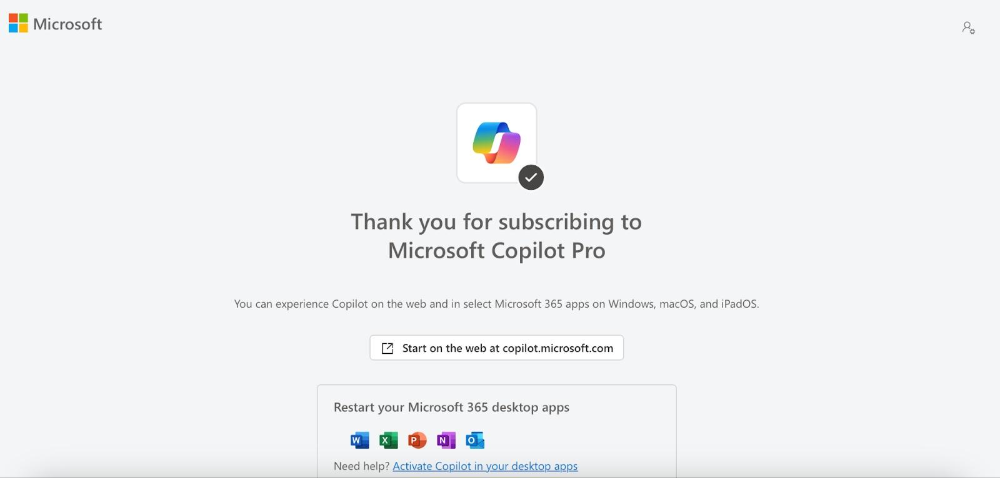 Microsoft
Thank you for subscribing to
Microsoft Copilot Pro
You can experience Copilot on the web and in select Microsoft 365 apps on Windows, macOS, and iPadOS.
Start on the web at copilot.microsoft.com
Restart your Microsoft 365 desktop apps
W X P N O
Need help? Activate Copilot in your desktop apps